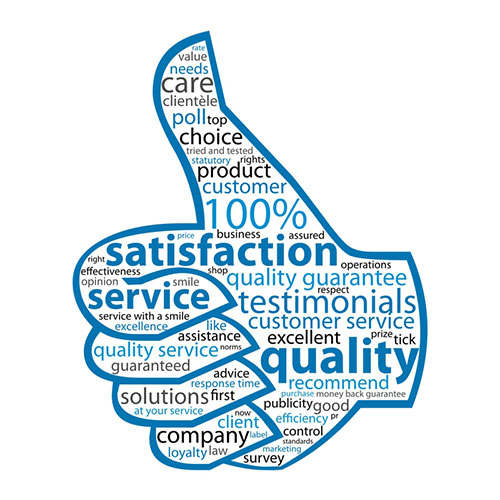 rate
value
needs
care
clientèle
poll top
choice
tried and tested
statutory rights
product
customer
100%
price business assured
satisfaction
right operations
effectiveness shop quality guarantee
opinion smile respect
service testimonials
service with a smile customer service
excellence like prize
assistance excellent tick
quality service norms quality
guaranteed advice
response time recommend
solutions first purchase money back guarantee
publicity good
at your service now efficiency pr
client
company label control
standards
loyalty law marketing
survey